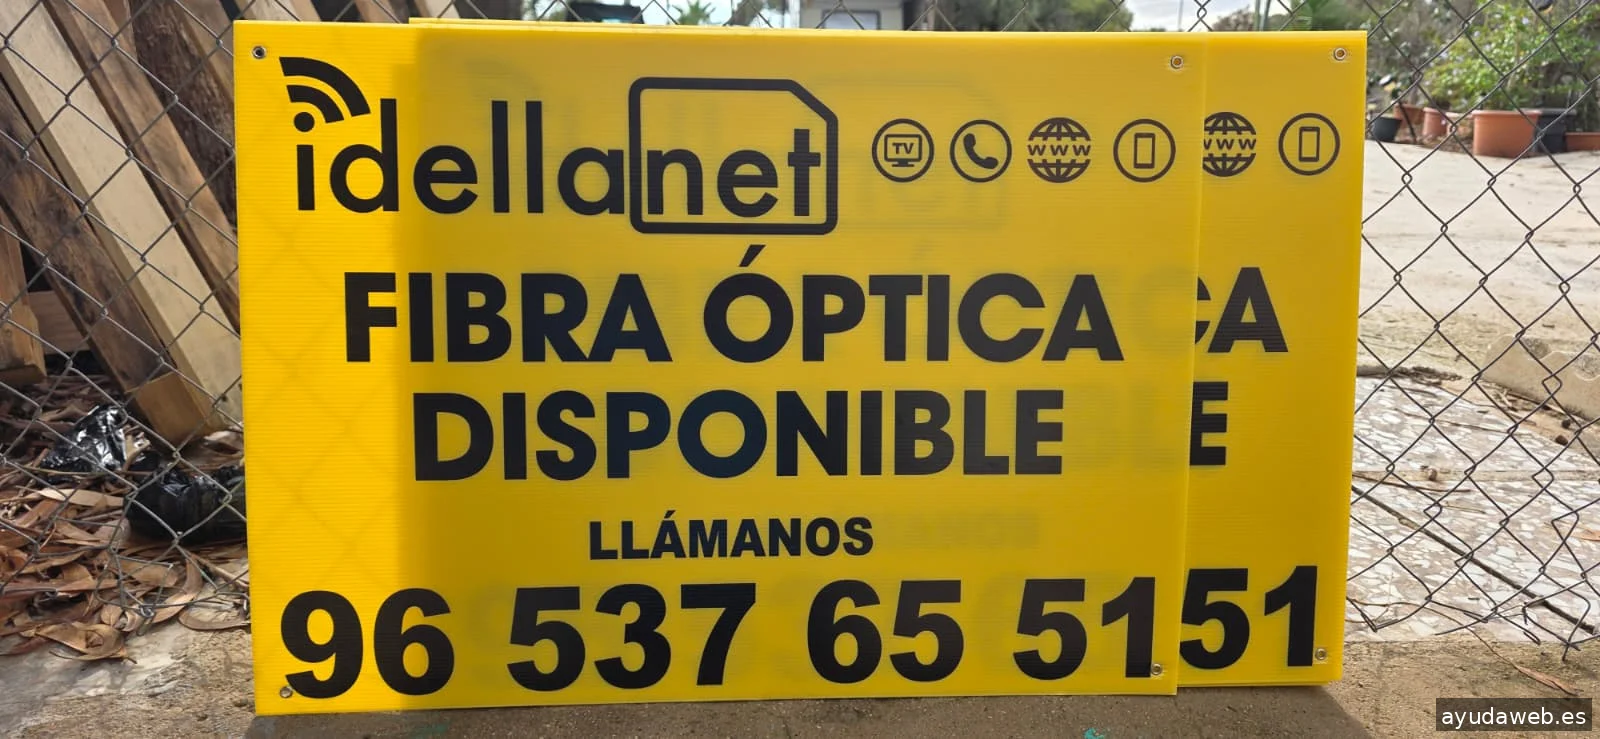 idellanet
TV
WWW
WWW
FIBRA ÓPTICA
CA
DISPONIBLE
E
LLÁMANOS
96 537 65 51
51
ayudaweb.es